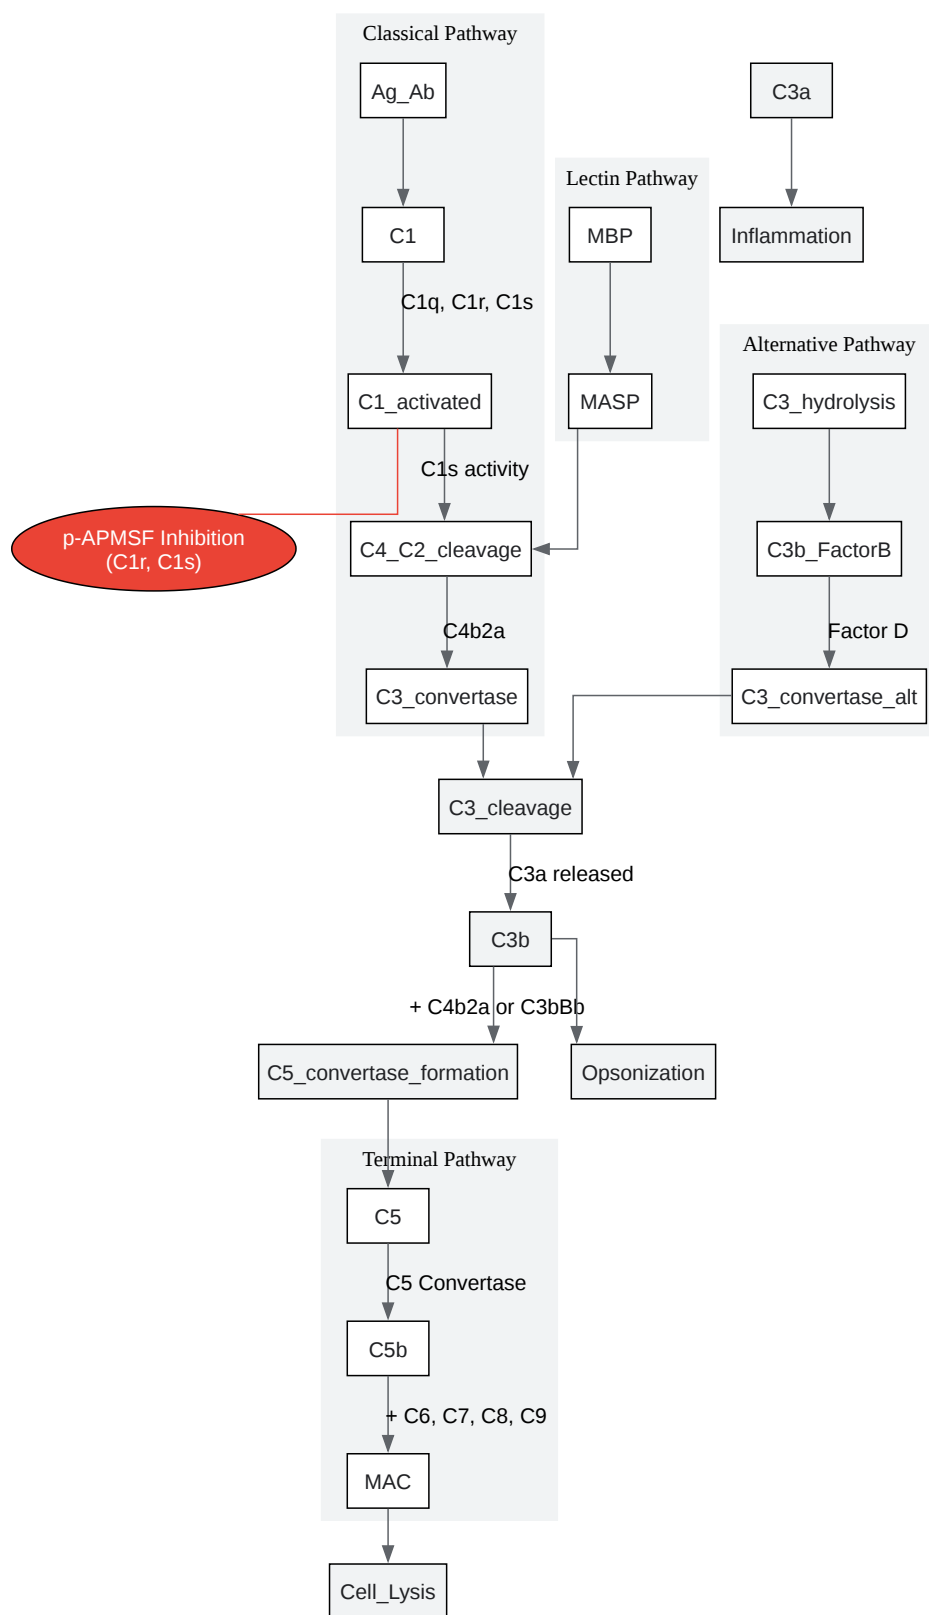 Classical Pathway
Ag_Ab
C3a
Lectin Pathway
C1
MBP
Inflammation
C1q, C1r, C1s
Alternative Pathway
C1_activated
MASP
C3_hydrolysis
C1s activity
p-APMSF Inhibition
(C1r, C1s)
C4_C2_cleavage
C3b_FactorB
C4b2a
Factor D
C3_convertase
C3_convertase_alt
C3_cleavage
C3a released
C3b
+ C4b2a or C3bBb
C5_convertase_formation
Opsonization
Terminal Pathway
C5
C5 Convertase
C5b
+ C6, C7, C8, C9
MAC
Cell_Lysis